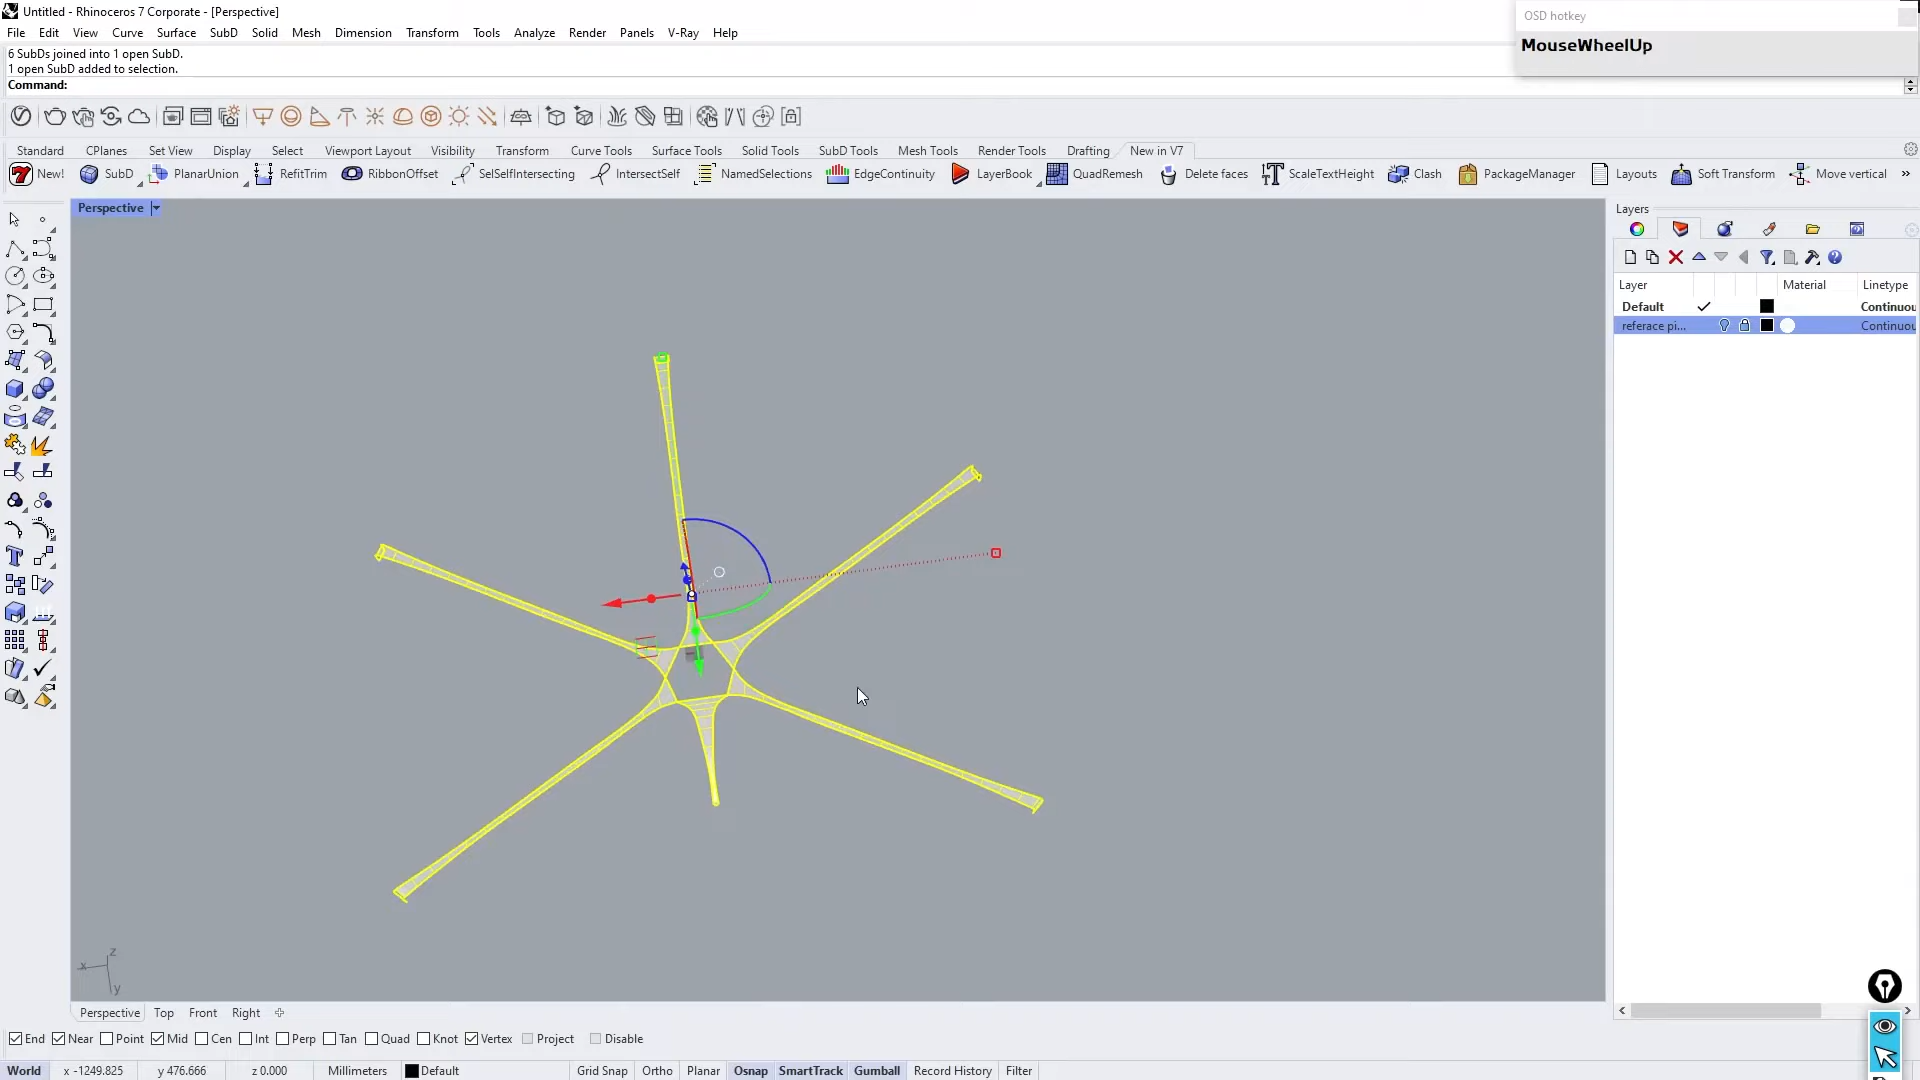 Untitled - Rhinoceros 7 Corporate - [Perspective]
OSD hotkey
MouseWheelUp
File Edit View Curve Surface SubD Solid Mesh Dimension Transform Tools Analyze Render Panels V-Ray Help
6 SubDs joined into 1 open SubD.
1 open SubD added to selection.
Command:
Standard CPlanes Set View Display Select Viewport Layout Visibility Transform Curve Tools Surface Tools Solid Tools SubD Tools Mesh Tools Render Tools Drafting New in V7
7 New! SubD PlanarUnion RefitTrim RibbonOffset SelSelfIntersecting IntersectSelf NamedSelections EdgeContinuity LayerBook QuadRemesh Delete faces ScaleTextHeight Clash PackageManager Layouts Soft Transform Move vertical »
Perspective
Layers
Layer Material Linetype
Default Continuou
referace pi... Continuou
z
x
y
Perspective Top Front Right
End Near Point Mid Cen Int Perp Tan Quad Knot Vertex Project Disable
World x -1249.825 y 476.666 z 0.000 Millimeters Default Grid Snap Ortho Planar Osnap SmartTrack Gumball Record History Filter